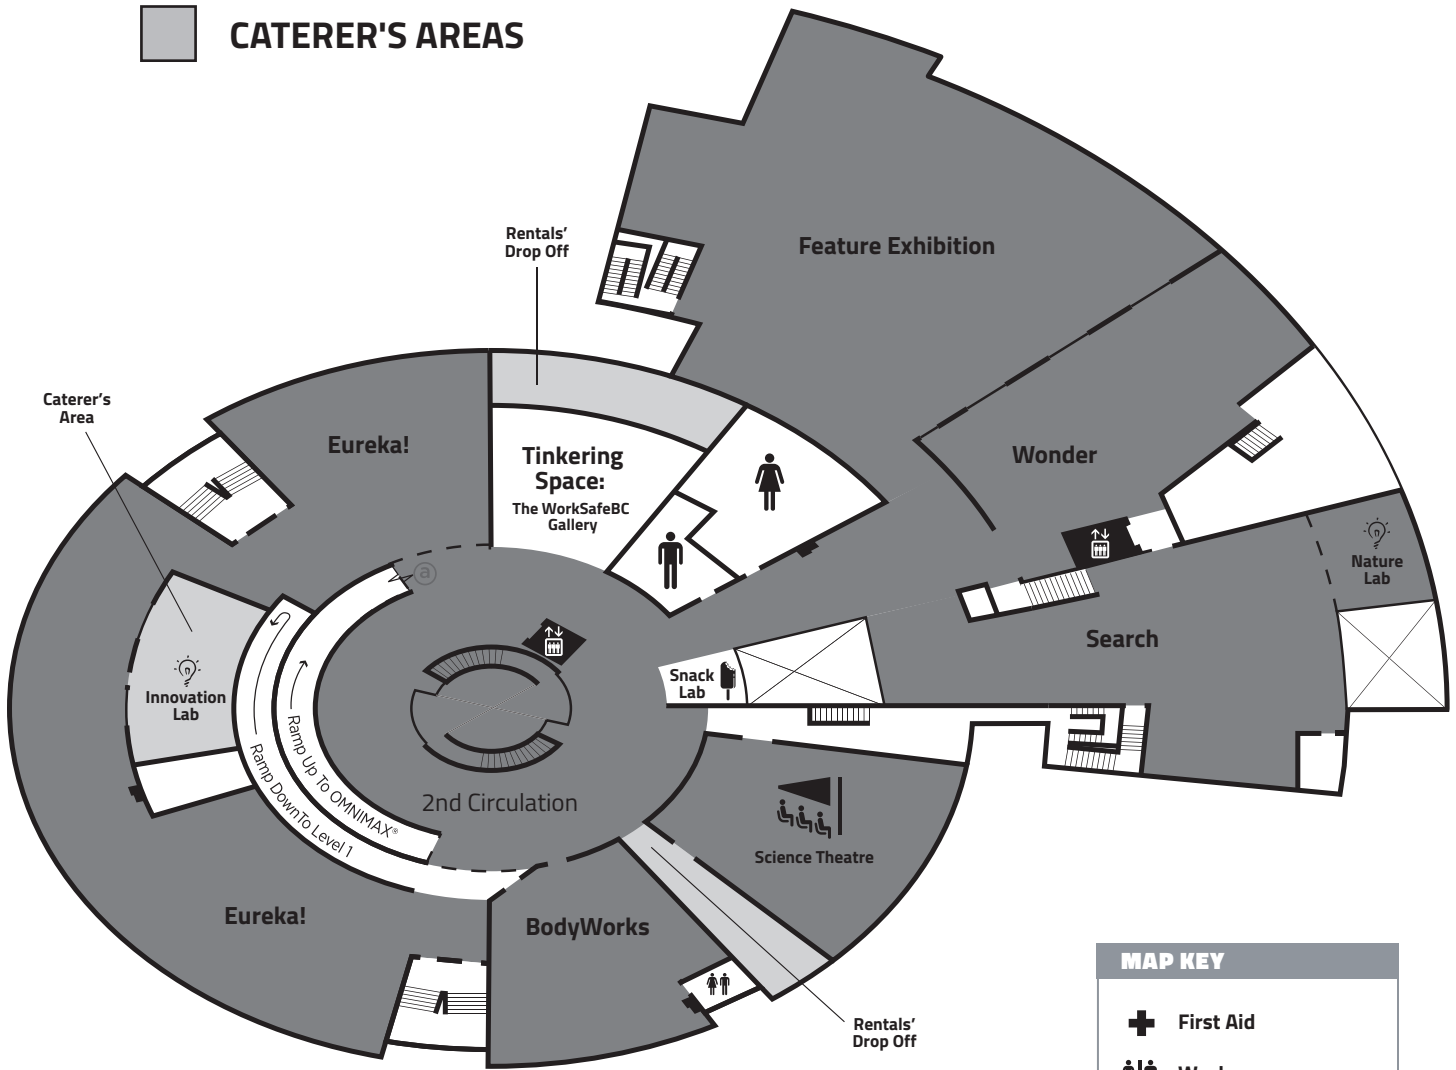 CATERER'S AREAS
Rentals'
Drop Off
Feature Exhibition
Caterer's
Area
Eureka!
Tinkering
Space:
The WorkSafeBC
Gallery
Wonder
Nature
Lab
a
Search
Snack
Lab
Innovation
Lab
Ramp Up To OMNIMAX®
Ramp DownTo Level 1
2nd Circulation
Science Theatre
Eureka!
BodyWorks
Rentals'
Drop Off
MAP KEY
First Aid